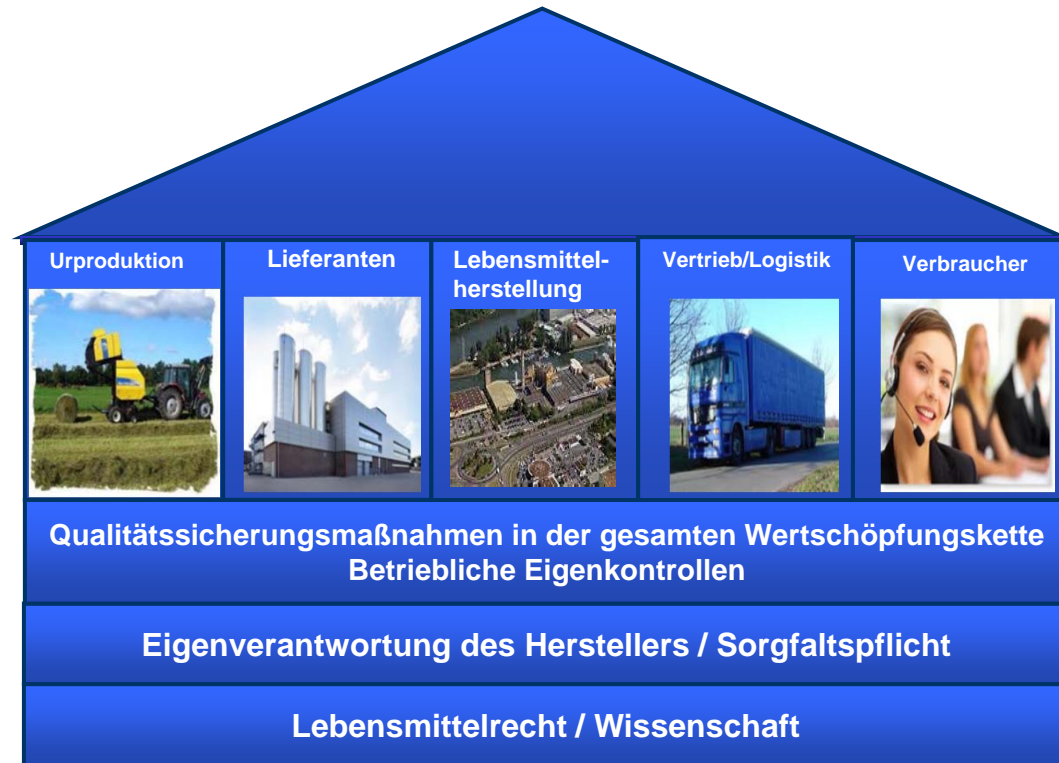 Urproduktion
Lieferanten
Lebensmittel-
herstellung
Vertrieb/Logistik
Verbraucher
Qualitätssicherungsmaßnahmen in der gesamten Wertschöpfungskette
Betriebliche Eigenkontrollen
Eigenverantwortung des Herstellers / Sorgfaltspflicht
Lebensmittelrecht / Wissenschaft